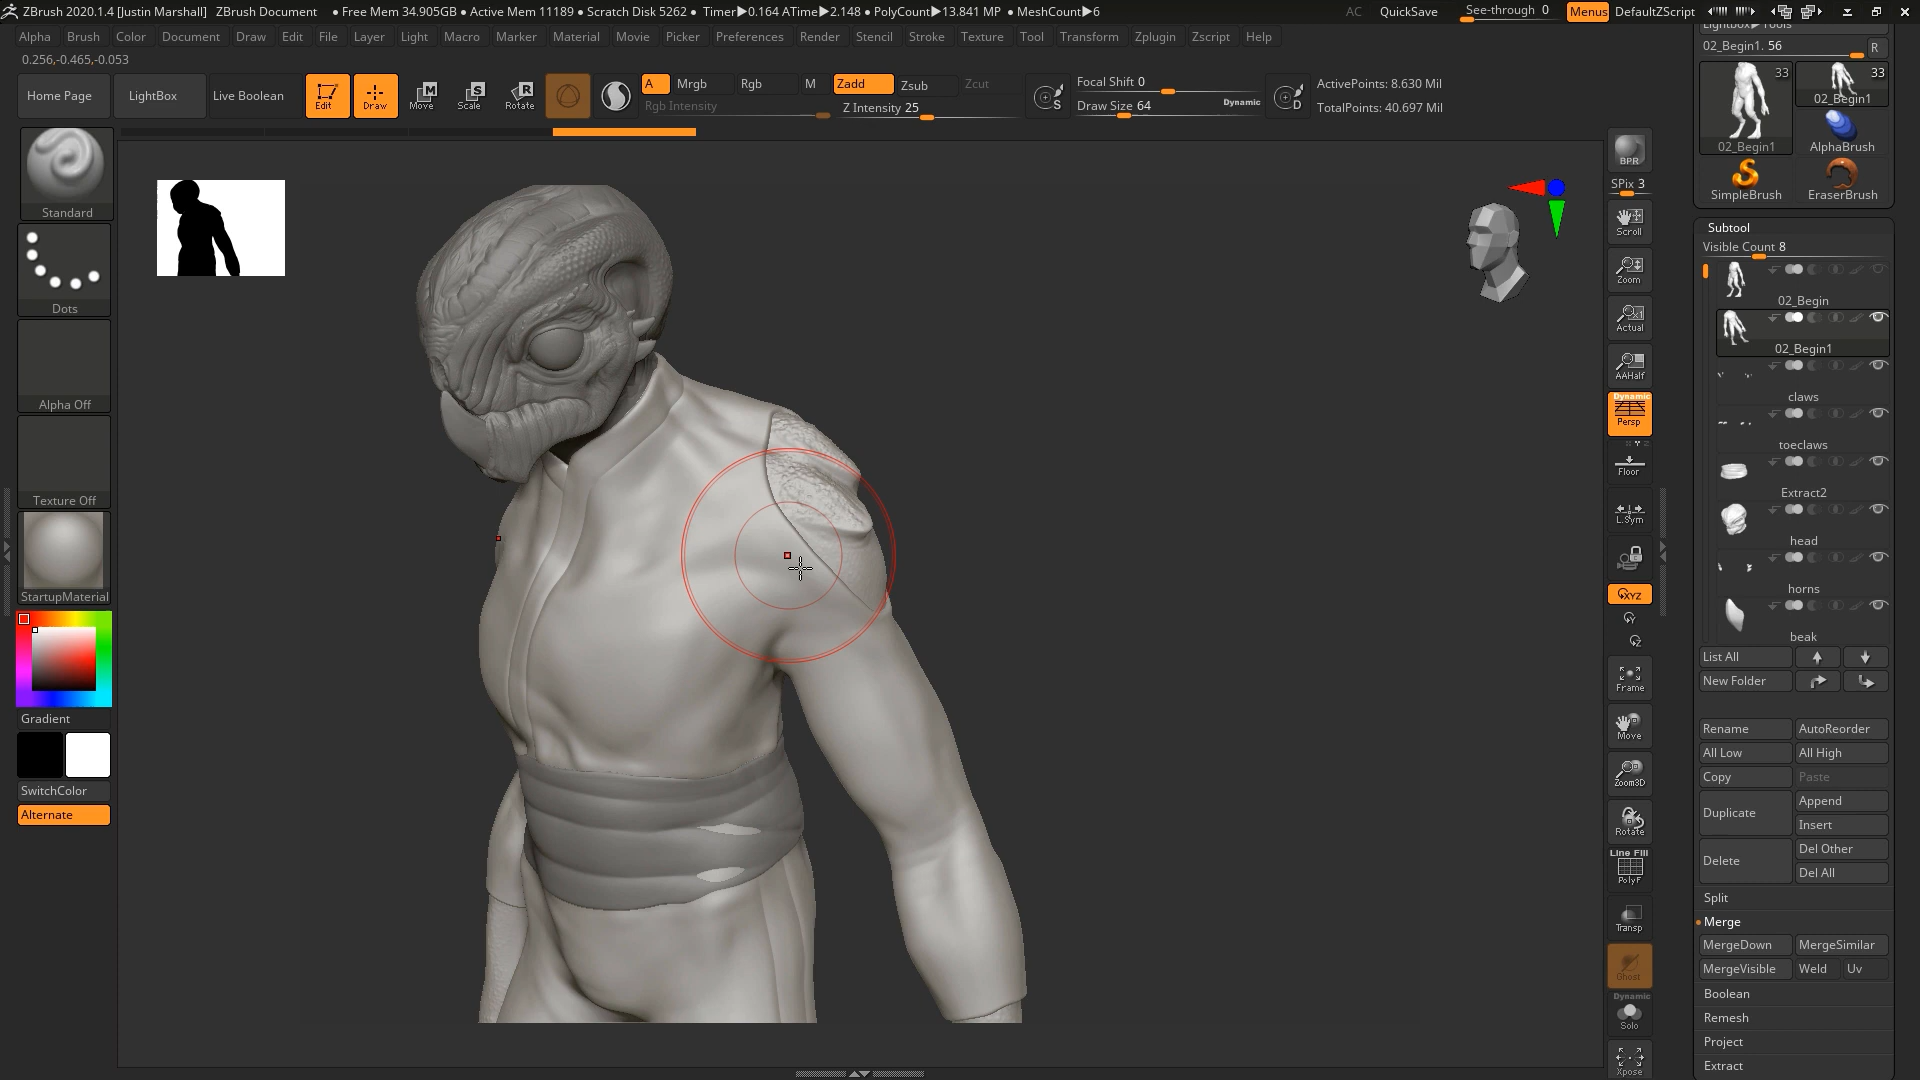 ZBrush 2020.1.4 [Justin Marshall] ZBrush Document • Free Mem 34.905GB • Active Mem 11189 • Scratch Disk 5262 • Timer▶0.164 ATime▶2.148 • PolyCount▶13.841 MP • MeshCount▶6 AC QuickSave See-through 0 Menus DefaultZScript
Alpha Brush Color Document Draw Edit File Layer Light Macro Marker Material Movie Picker Preferences Render Stencil Stroke Texture Tool Transform Zplugin Zscript Help
0.256,-0.465,-0.053
Home Page LightBox Live Boolean Edit Draw Move Scale Rotate
A Mrgb Rgb M Zadd Zsub Zcut
Rgb Intensity Z Intensity 25
S Focal Shift 0
Draw Size 64 Dynamic
D ActivePoints: 8.630 Mil
TotalPoints: 40.697 Mil
Standard
Dots
Alpha Off
Texture Off
StartupMaterial
Gradient
SwitchColor
Alternate
BPR
SPix 3
Scroll
Zoom
Actual
AAHalf
Dynamic
Persp
Floor
L.Sym
XYZ
Y
Z
Frame
Move
Zoom3D
Rotate
Line Fill
PolyF
Transp
Ghost
Dynamic
Solo
Xpose
Lightbox▶Tools
02_Begin1. 56 R
33 33
02_Begin1
02_Begin1 AlphaBrush
SimpleBrush EraserBrush
Subtool
Visible Count 8
02_Begin
02_Begin1
claws
toeclaws
Extract2
head
horns
beak
List All
New Folder
Rename AutoReorder
All Low All High
Copy Paste
Duplicate Append
Insert
Delete Del Other
Del All
Split
Merge
MergeDown MergeSimilar
MergeVisible Weld Uv
Boolean
Remesh
Project
Extract